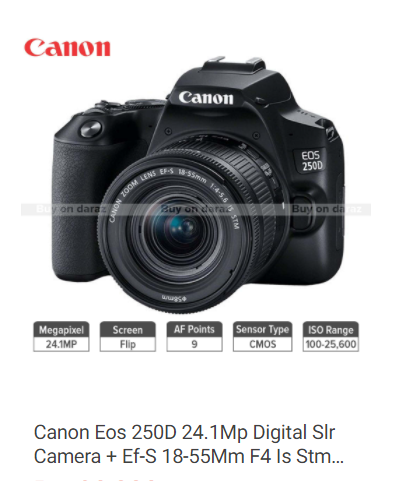 Canon
Canon
EOS
250D
CANON ZOOM LENS EF-S 18-55mm 1:4-5.6 IS STM
Buy on daraz Buy on daraz Buy on daraz
ø58mm
Megapixel Screen AF Points Sensor Type ISO Range
24.1MP Flip 9 CMOS 100-25,600
Canon Eos 250D 24.1Mp Digital Slr
Camera + Ef-S 18-55Mm F4 Is Stm...